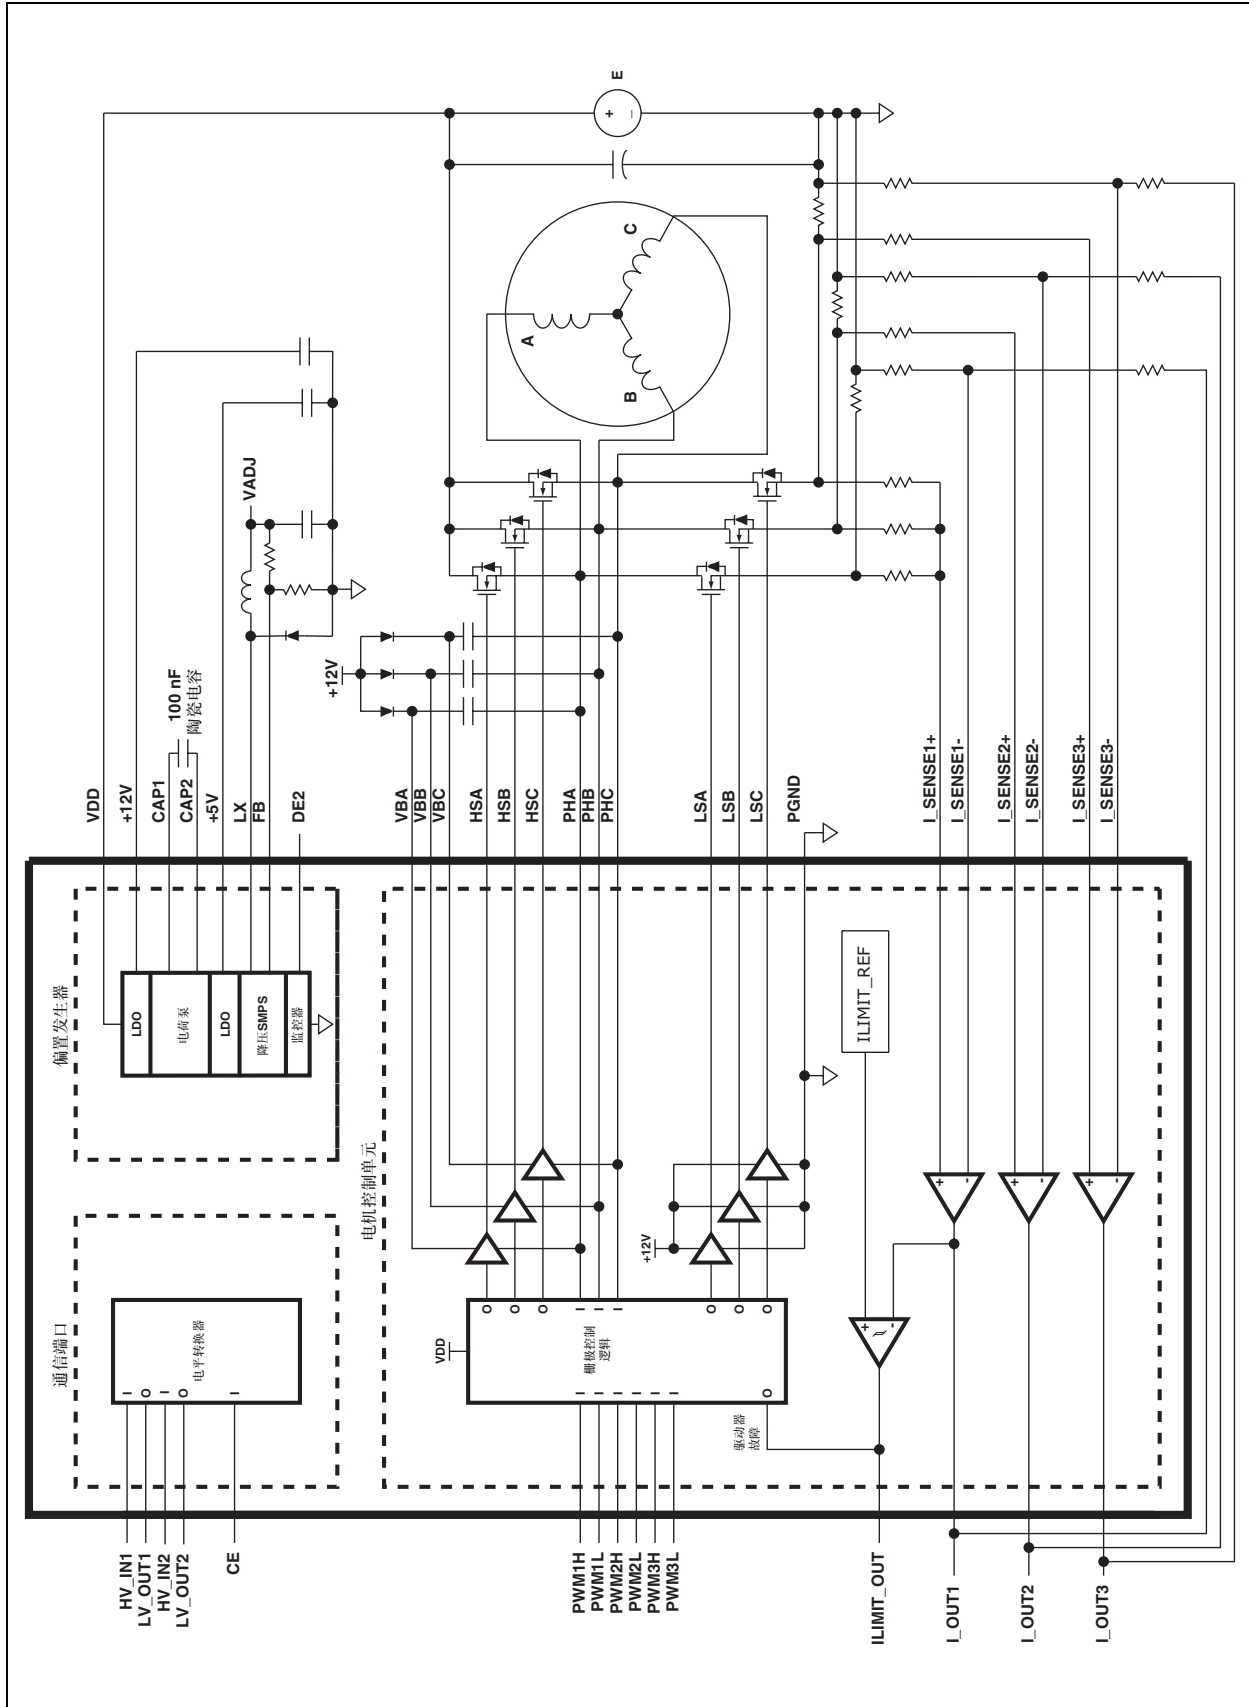 E
A
B
C
VADJ
+12V
100 nF
陶瓷电容
VDD
+12V
CAP1
CAP2
+5V
LX
FB
DE2
VBA
VBB
VBC
HSA
HSB
HSC
PHA
PHB
PHC
LSA
LSB
LSC
PGND
I_SENSE1+
I_SENSE1-
I_SENSE2+
I_SENSE2-
I_SENSE3+
I_SENSE3-
偏置发生器
LDO
电荷泵
LDO
降压SMPS
监控器
电机控制单元
ILIMIT_REF
+12V
VDD
栅极控制
逻辑
I
I
I
I
I
I
I
I
I
O
O
O
O
O
O
O
驱动器
故障
通信端口
电平转换器
I
O
I
O
I
HV_IN1
LV_OUT1
HV_IN2
LV_OUT2
CE
PWM1H
PWM1L
PWM2H
PWM2L
PWM3H
PWM3L
ILIMIT_OUT
I_OUT1
I_OUT2
I_OUT3